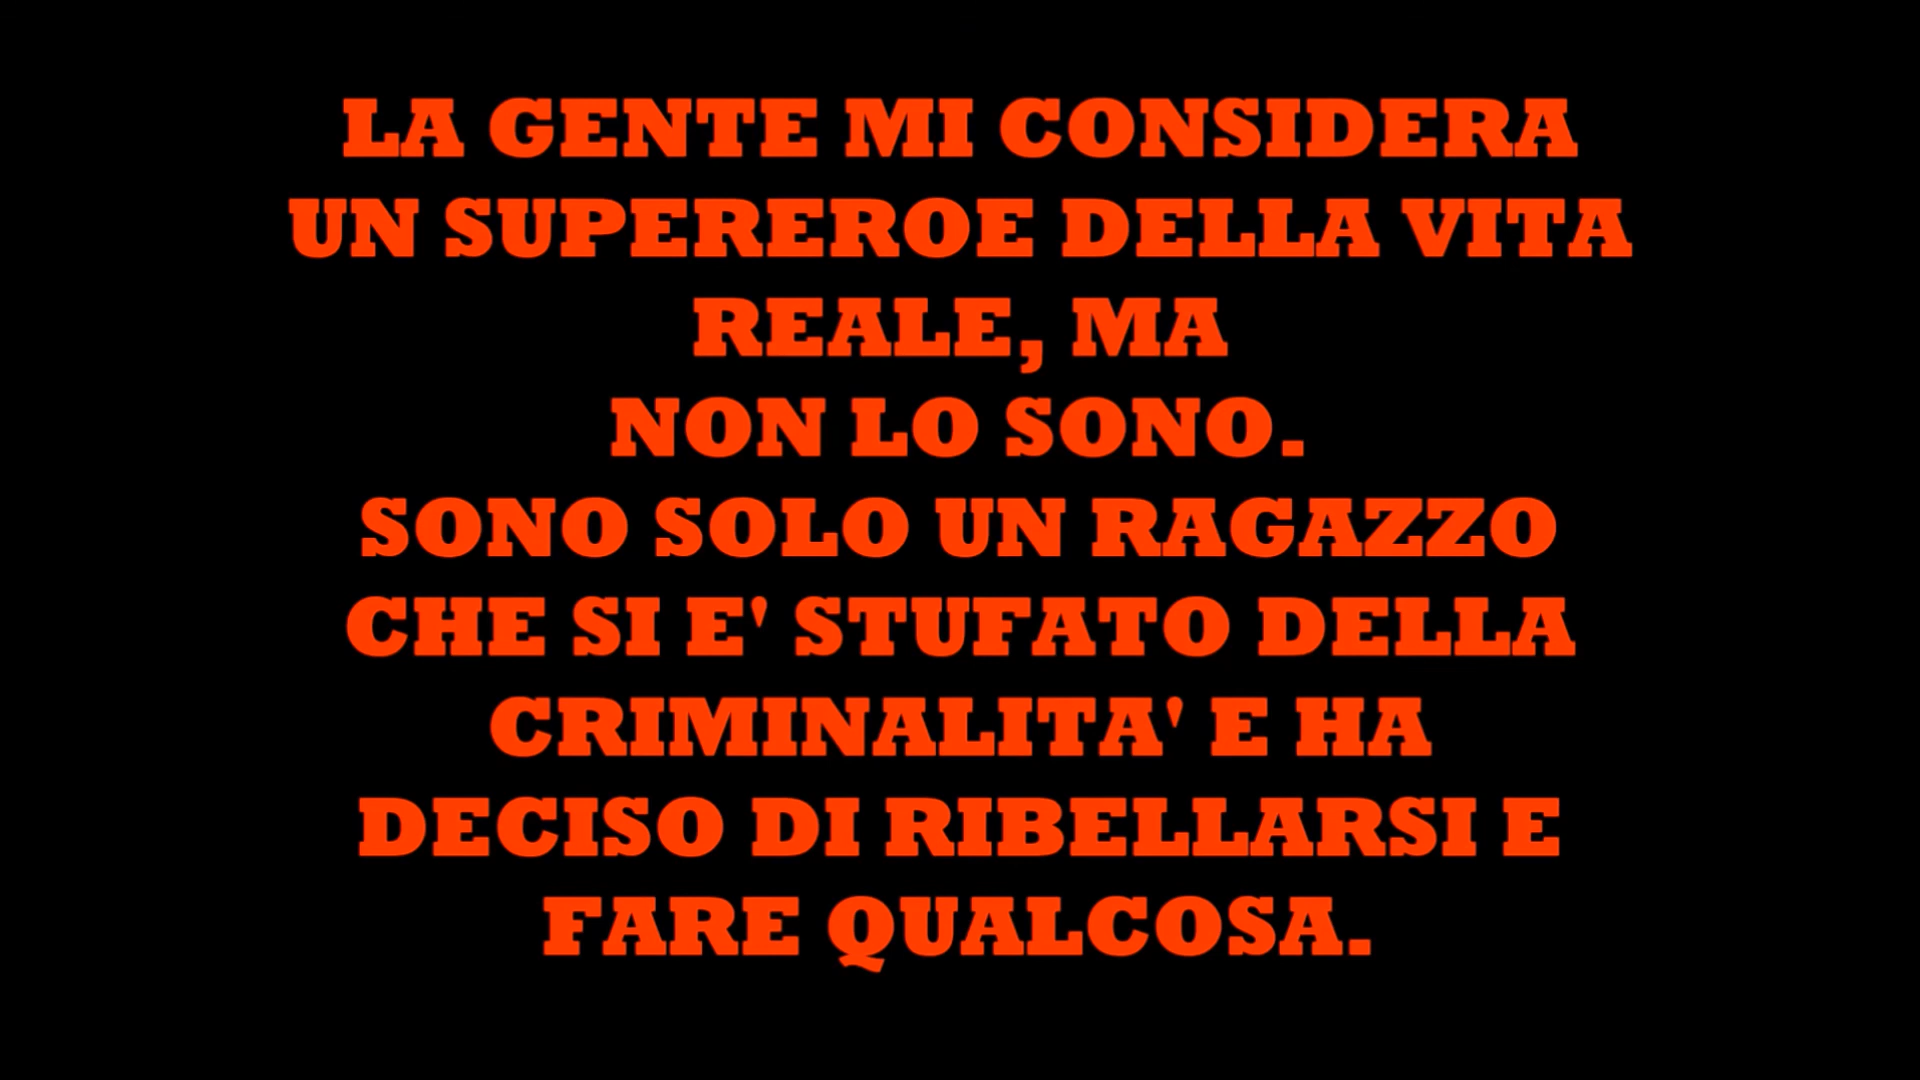 LA GENTE MI CONSIDERA
UN SUPEREROE DELLA VITA
REALE, MA
NON LO SONO.
SONO SOLO UN RAGAZZO
CHE SI E' STUFATO DELLA
CRIMINALITA' E HA
DECISO DI RIBELLARSI E
FARE QUALCOSA.